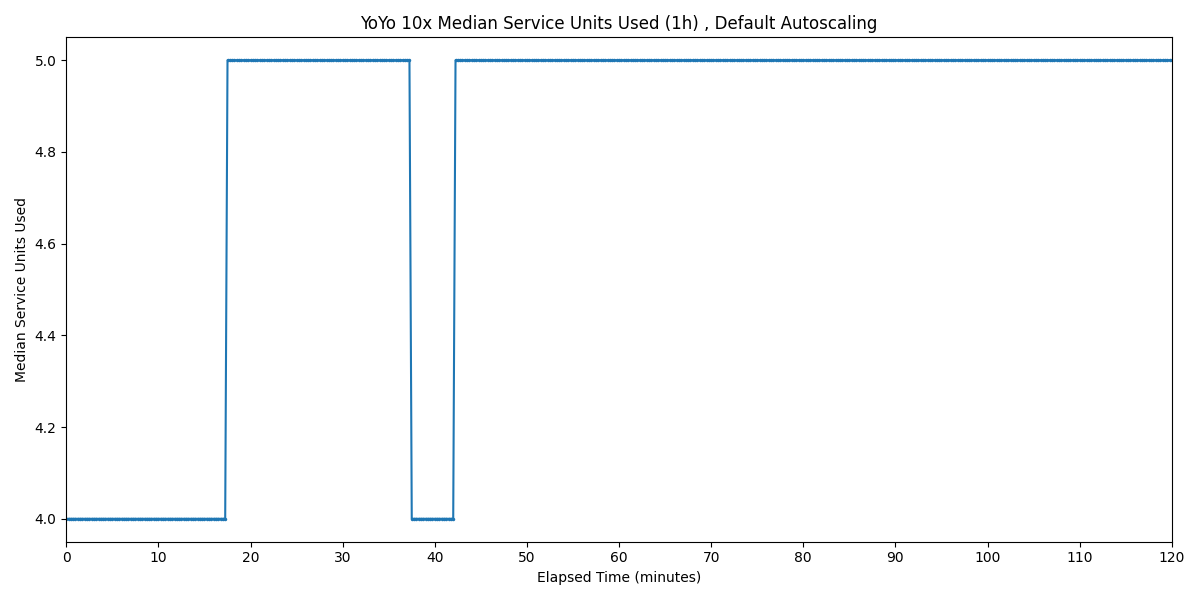 YoYo 10x Median Service Units Used (1h) , Default Autoscaling
5.0
4.8
4.6
4.4
4.2
4.0
Median Service Units Used
0 10 20 30 40 50 60 70 80 90 100 110 120
Elapsed Time (minutes)